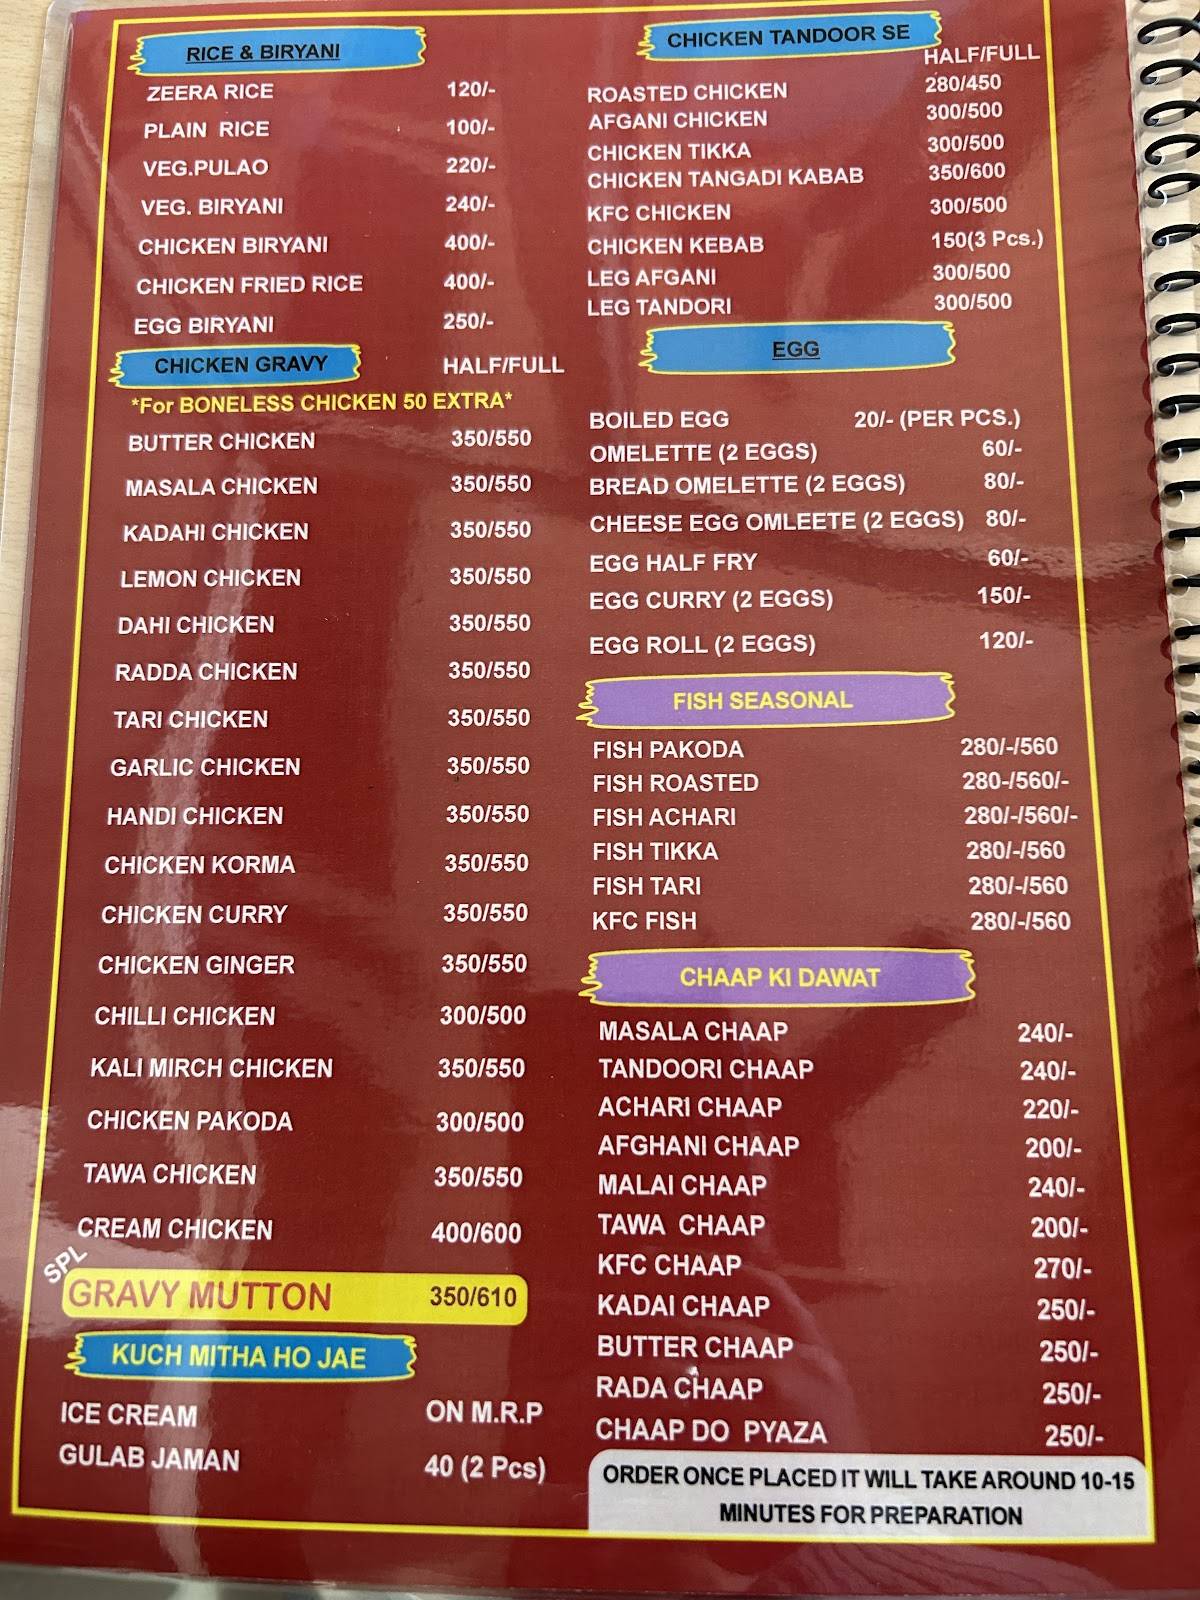 RICE & BIRYANI
ZEERA RICE 120/-
PLAIN RICE 100/-
VEG.PULAO 220/-
VEG. BIRYANI 240/-
CHICKEN BIRYANI 400/-
CHICKEN FRIED RICE 400/-
EGG BIRYANI 250/-
CHICKEN GRAVY HALF/FULL
*For BONELESS CHICKEN 50 EXTRA*
BUTTER CHICKEN 350/550
MASALA CHICKEN 350/550
KADAHI CHICKEN 350/550
LEMON CHICKEN 350/550
DAHI CHICKEN 350/550
RADDA CHICKEN 350/550
TARI CHICKEN 350/550
GARLIC CHICKEN 350/550
HANDI CHICKEN 350/550
CHICKEN KORMA 350/550
CHICKEN CURRY 350/550
CHICKEN GINGER 350/550
CHILLI CHICKEN 300/500
KALI MIRCH CHICKEN 350/550
CHICKEN PAKODA 300/500
TAWA CHICKEN 350/550
CREAM CHICKEN 400/600
SPL
GRAVY MUTTON 350/610
KUCH MITHA HO JAE
ICE CREAM ON M.R.P
GULAB JAMAN 40 (2 Pcs)
CHICKEN TANDOOR SE
HALF/FULL
ROASTED CHICKEN 280/450
AFGANI CHICKEN 300/500
CHICKEN TIKKA 300/500
CHICKEN TANGADI KABAB 350/600
KFC CHICKEN 300/500
CHICKEN KEBAB 150(3 Pcs.)
LEG AFGANI 300/500
LEG TANDORI 300/500
EGG
BOILED EGG 20/- (PER PCS.)
OMELETTE (2 EGGS) 60/-
BREAD OMELETTE (2 EGGS) 80/-
CHEESE EGG OMLEETE (2 EGGS) 80/-
EGG HALF FRY 60/-
EGG CURRY (2 EGGS) 150/-
EGG ROLL (2 EGGS) 120/-
FISH SEASONAL
FISH PAKODA 280/-/560
FISH ROASTED 280-/560/-
FISH ACHARI 280/-/560/-
FISH TIKKA 280/-/560
FISH TARI 280/-/560
KFC FISH 280/-/560
CHAAP KI DAWAT
MASALA CHAAP 240/-
TANDOORI CHAAP 240/-
ACHARI CHAAP 220/-
AFGHANI CHAAP 200/-
MALAI CHAAP 240/-
TAWA CHAAP 200/-
KFC CHAAP 270/-
KADAI CHAAP 250/-
BUTTER CHAAP 250/-
RADA CHAAP 250/-
CHAAP DO PYAZA 250/-
ORDER ONCE PLACED IT WILL TAKE AROUND 10-15
MINUTES FOR PREPARATION